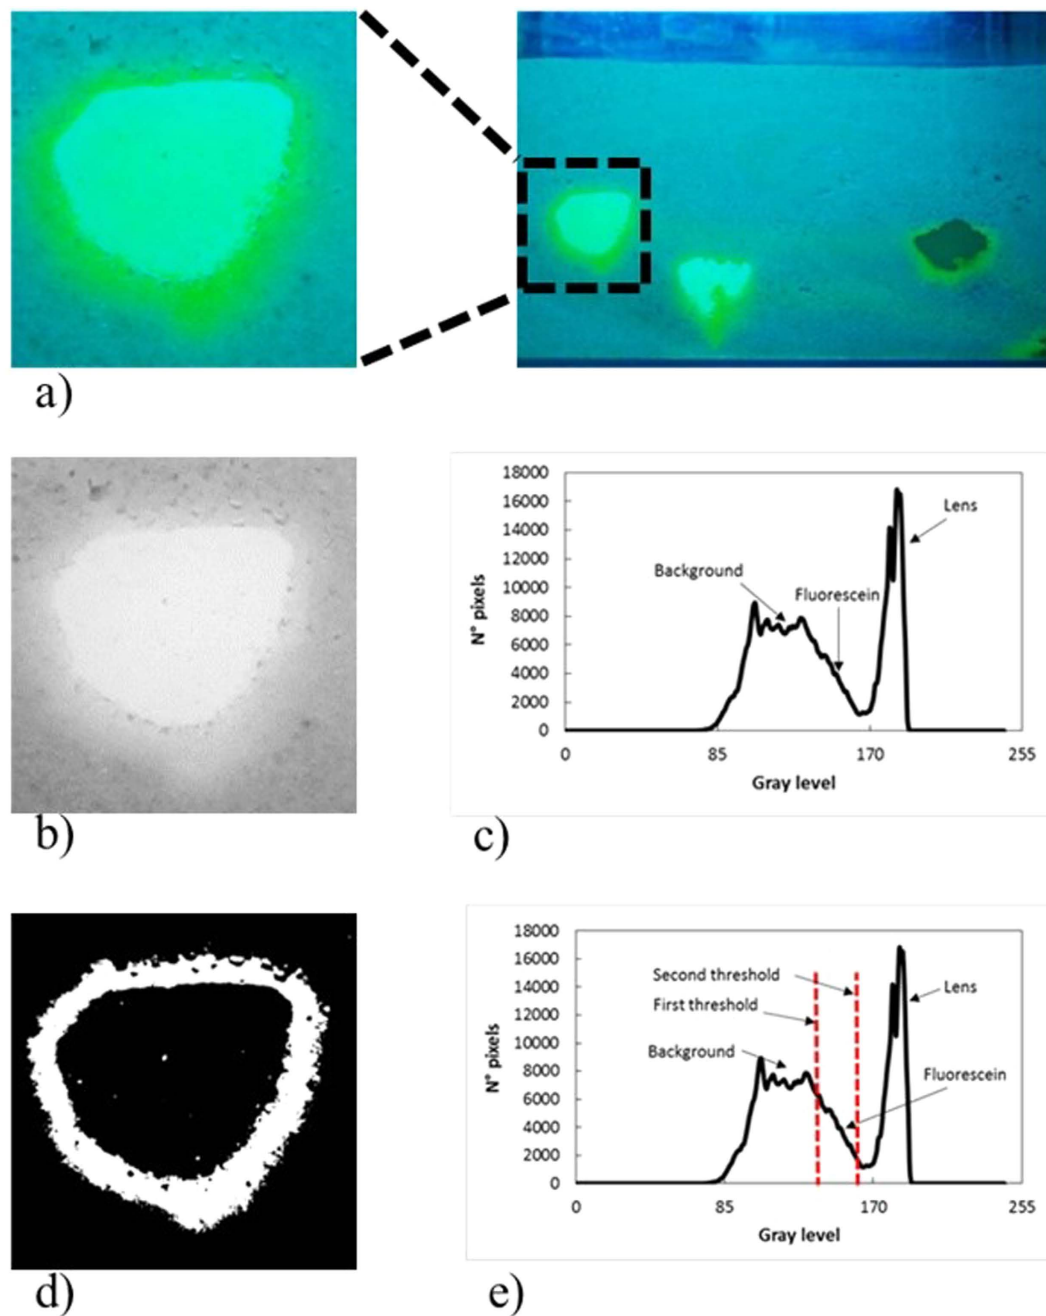 a)
b)
18000
16000
14000
12000
10000
8000
6000
4000
2000
0
N° pixels
Background
Fluorescein
Lens
0 85 170 255
Gray level
c)
d)
18000
16000
14000
12000
10000
8000
6000
4000
2000
0
N° pixels
Second threshold
First threshold
Background
Lens
Fluorescein
0 85 170 255
Gray level
e)